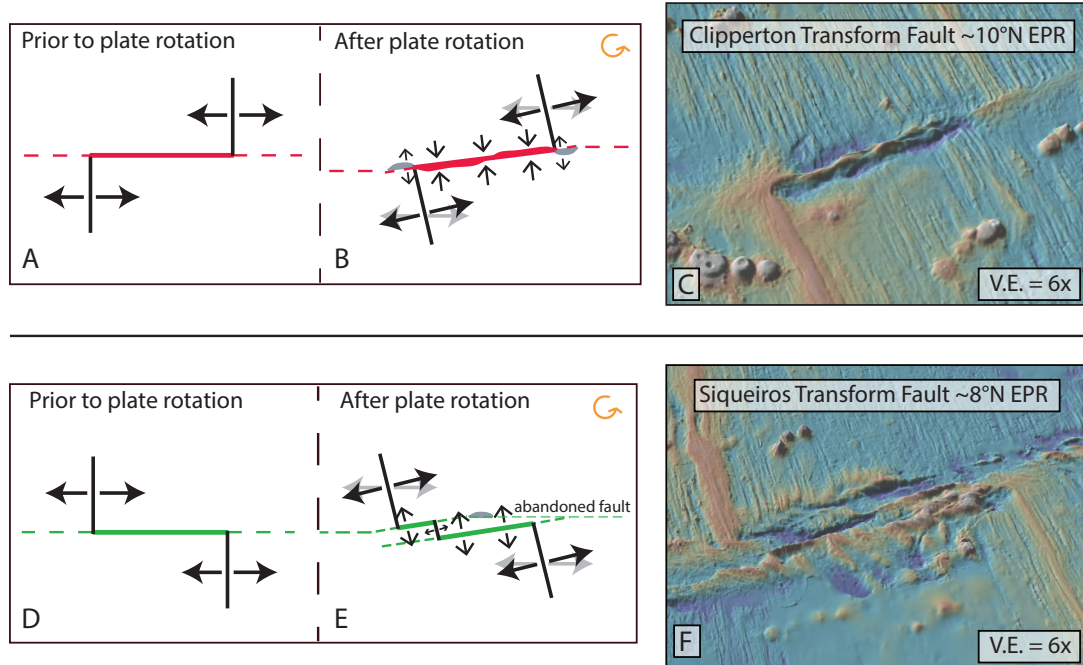 Prior to plate rotation
After plate rotation
A
B
Clipperton Transform Fault ~10°N EPR
C
V.E. = 6x
Prior to plate rotation
After plate rotation
abandoned fault
D
E
Siqueiros Transform Fault ~8°N EPR
F
V.E. = 6x